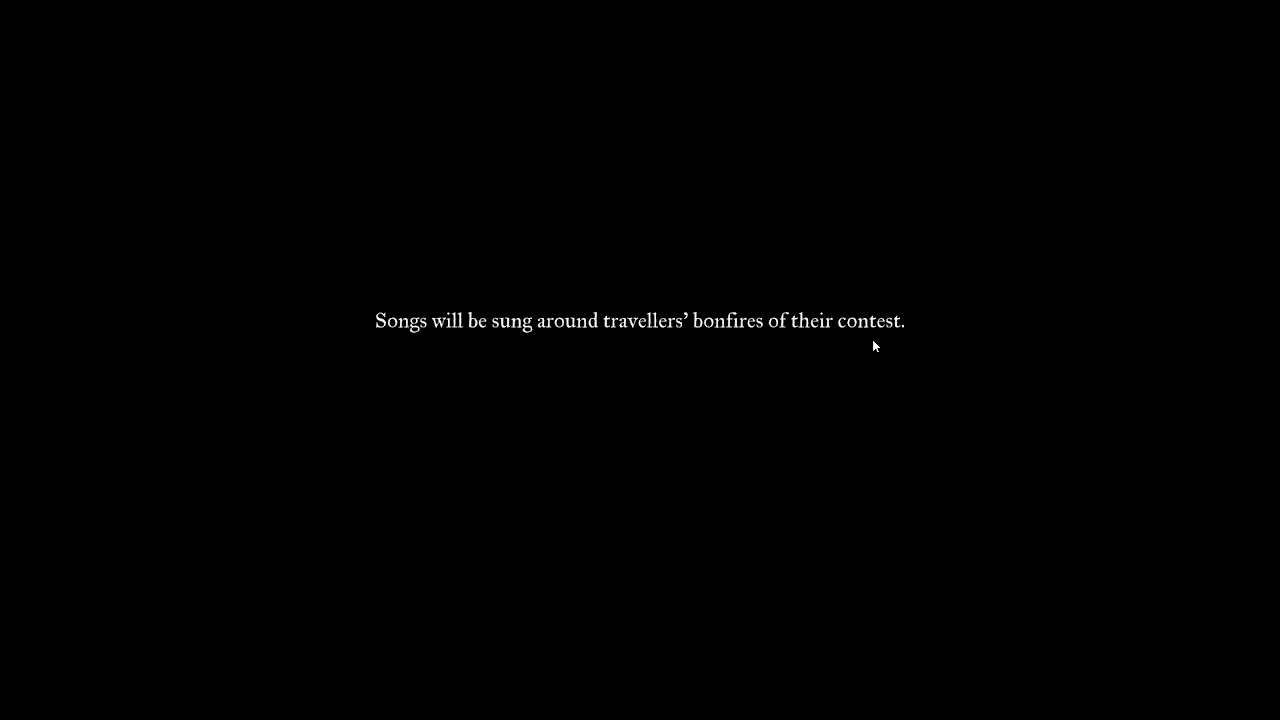 Songs will be sung around travellers’ bonfires of their contest.